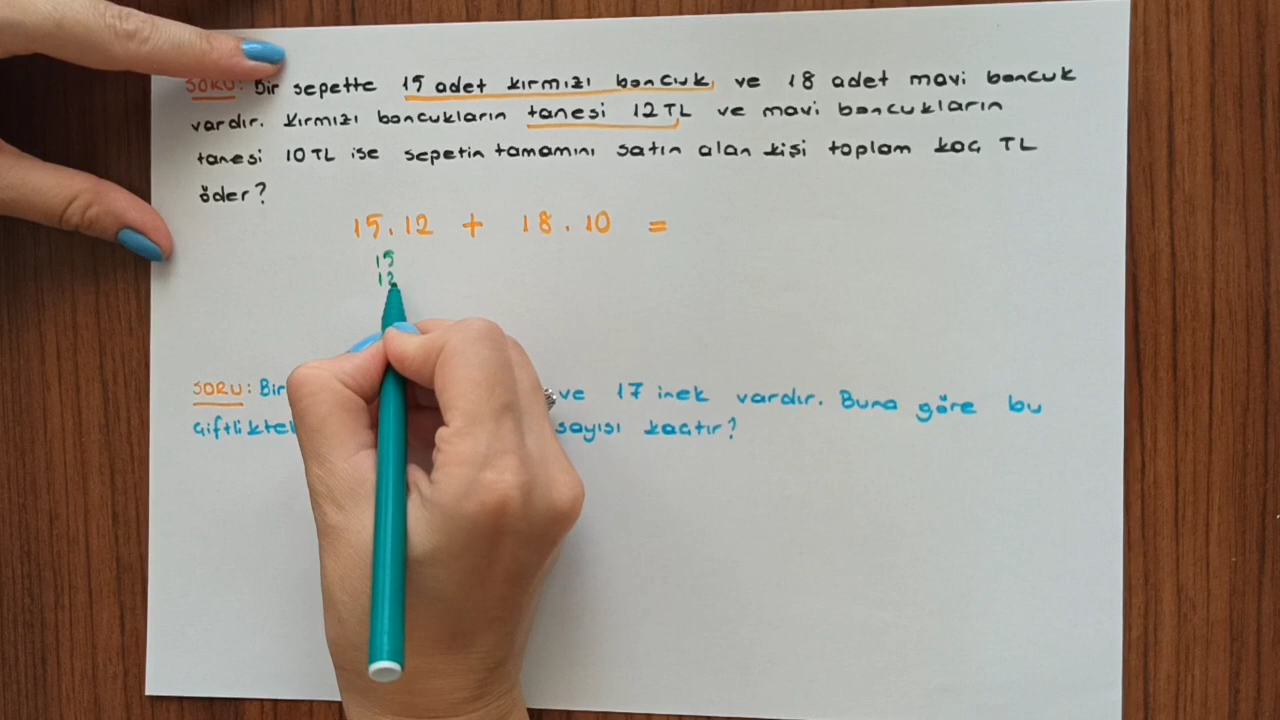 SORU: Bir sepette 15 adet kırmızı boncuk ve 18 adet mavi boncuk
vardır. Kırmızı boncukların tanesi 12 TL ve mavi boncukların
tanesi 10 TL ise sepetin tamamını satın alan kişi toplam kaç TL
öder?
15.12 + 18.10 =
15
12
SORU: Bir ve 17 inek vardır. Buna göre bu
sayısı kaçtır?